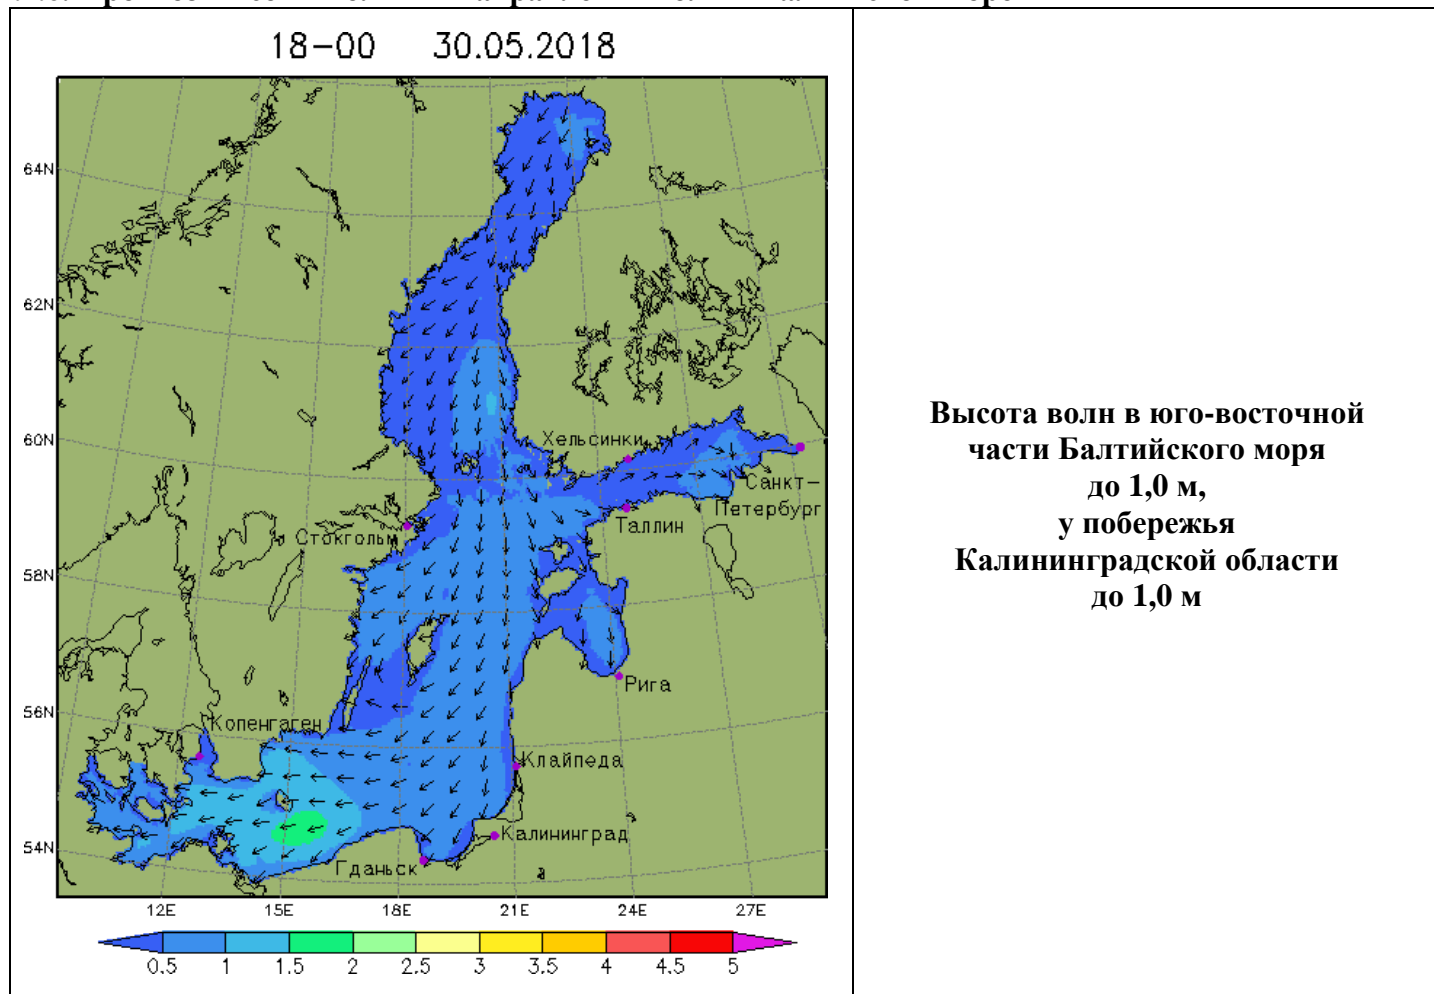 18-00 30.05.2018
64N
62N
60N
58N
56N
54N
Хельсинки
Санкт-
Петербург
Таллин
Стокгольм
Рига
Копенгаген
Клайпеда
Калининград
Гданьск
12E 15E 18E 21E 24E 27E
0.5 1 1.5 2 2.5 3 3.5 4 4.5 5
Высота волн в юго-восточной
части Балтийского моря
до 1,0 м,
у побережья
Калининградской области
до 1,0 м